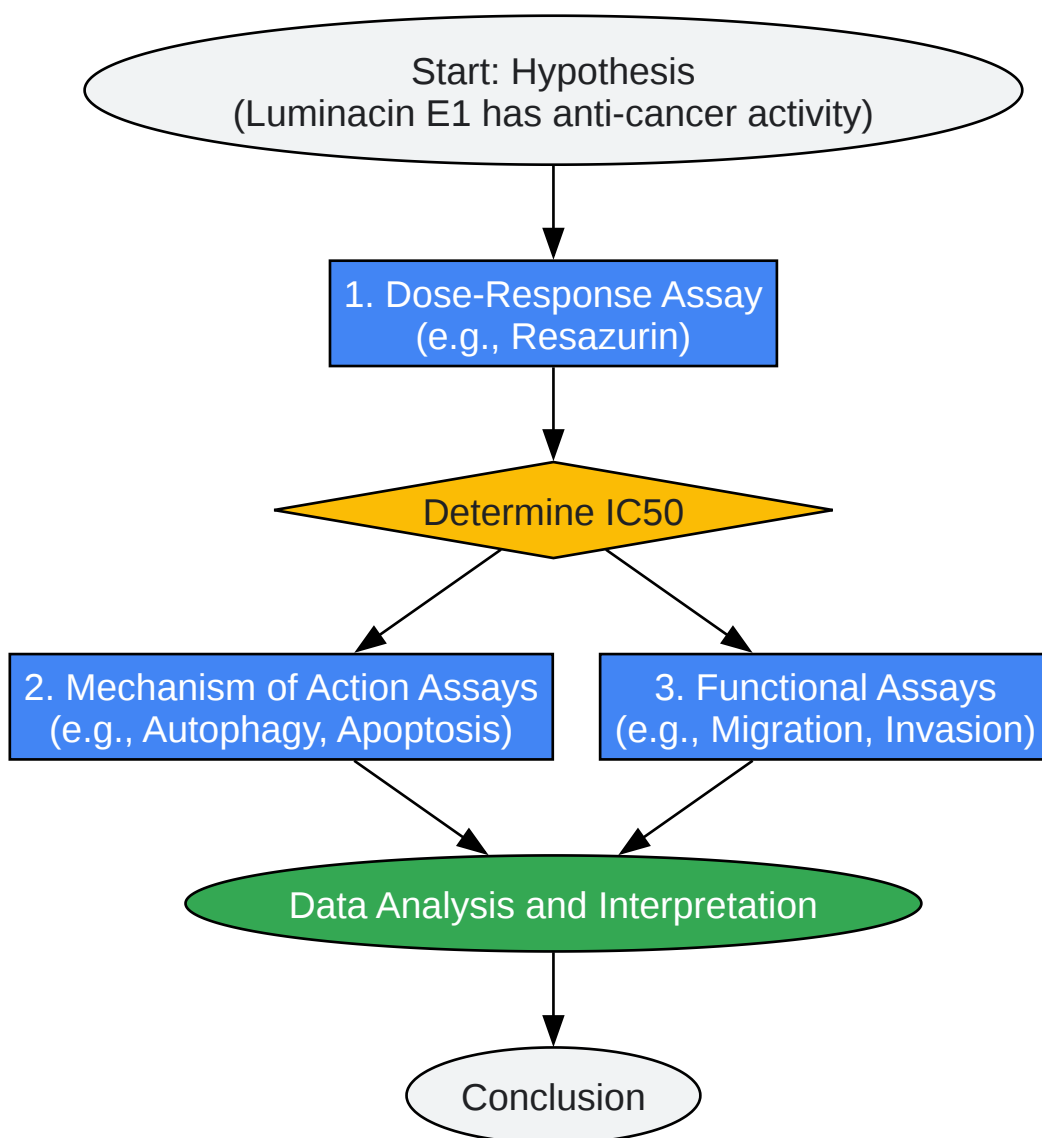 Start: Hypothesis
(Luminacin E1 has anti-cancer activity)
1. Dose-Response Assay
(e.g., Resazurin)
Determine IC50
2. Mechanism of Action Assays
(e.g., Autophagy, Apoptosis)
3. Functional Assays
(e.g., Migration, Invasion)
Data Analysis and Interpretation
Conclusion